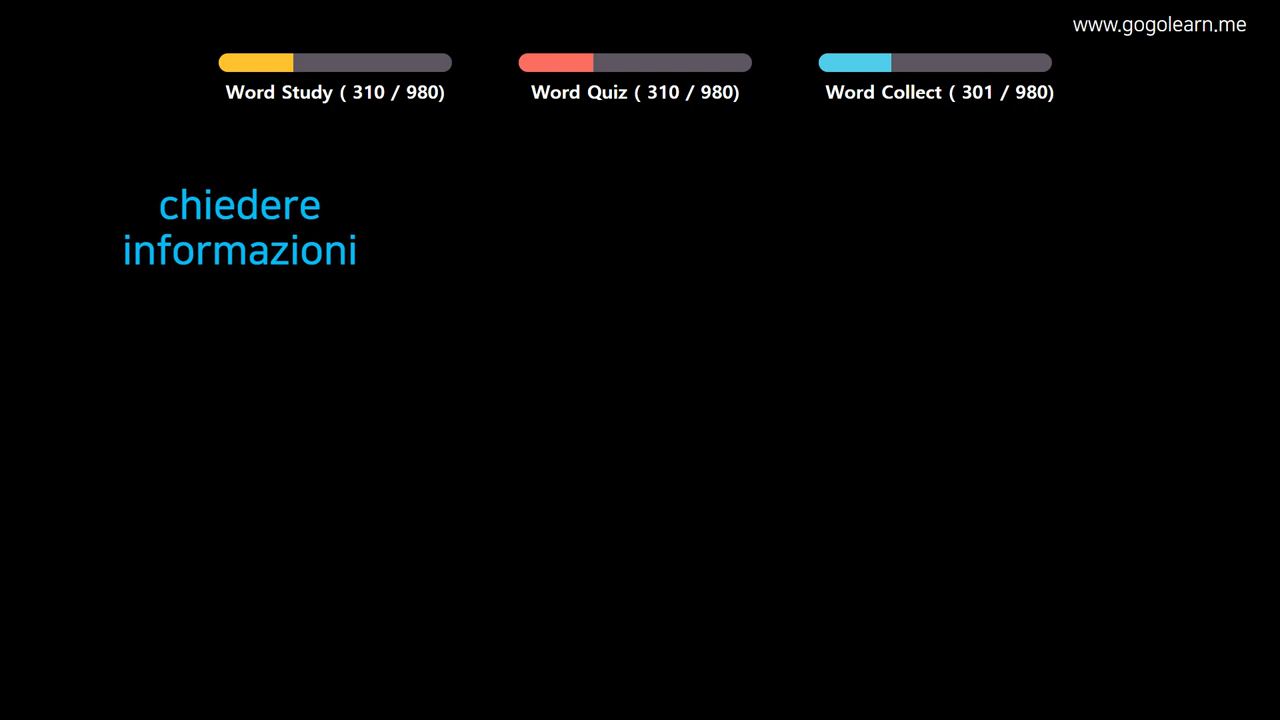 www.gogolearn.me
Word Study ( 310 / 980)
Word Quiz ( 310 / 980)
Word Collect ( 301 / 980)
chiedere
informazioni